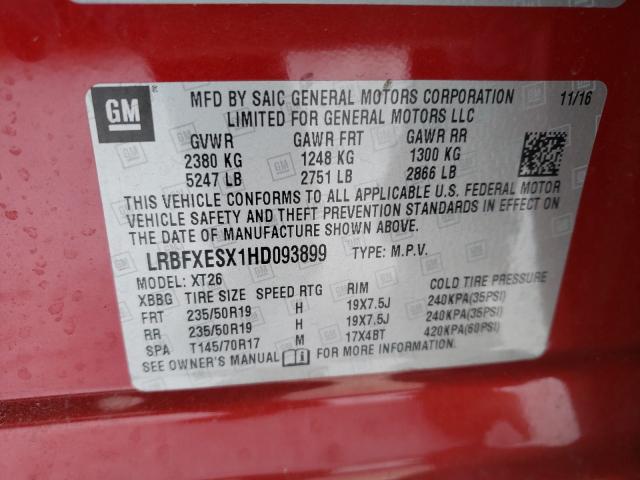 GM
MFD BY SAIC GENERAL MOTORS CORPORATION 11/16
LIMITED FOR GENERAL MOTORS LLC
GVWR GAWR FRT GAWR RR
2380 KG 1248 KG 1300 KG
5247 LB 2751 LB 2866 LB
THIS VEHICLE CONFORMS TO ALL APPLICABLE U.S. FEDERAL MOTOR
VEHICLE SAFETY AND THEFT PREVENTION STANDARDS IN EFFECT ON
THE DATE OF MANUFACTURE SHOWN ABOVE.
LRBFXESX1HD093899 TYPE: M.P.V.
MODEL: XT26
XBBG TIRE SIZE SPEED RTG RIM COLD TIRE PRESSURE
FRT 235/50R19 H 19X7.5J 240KPA(35PSI)
RR 235/50R19 H 19X7.5J 240KPA(35PSI)
SPA T145/70R17 M 17X4BT 420KPA(60PSI)
SEE OWNER'S MANUAL FOR MORE INFORMATION.